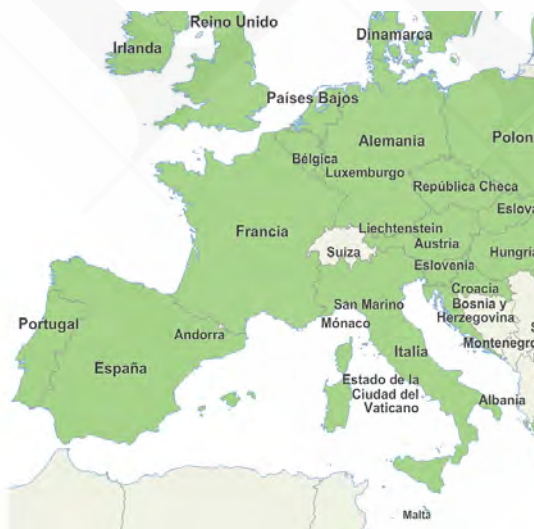 Reino Unido
Irlanda
Dinamarca
Países Bajos
Alemania
Polon
Bélgica
Luxemburgo
República Checa
Eslova
Francia
Liechtenstein
Suiza
Austria
Hungría
Eslovenia
Croacia
San Marino
Bosnia y
Herzegovina
Portugal
Mónaco
S
Andorra
Montenegro
Italia
España
Estado de la
Ciudad del
Vaticano
Albania
Malta